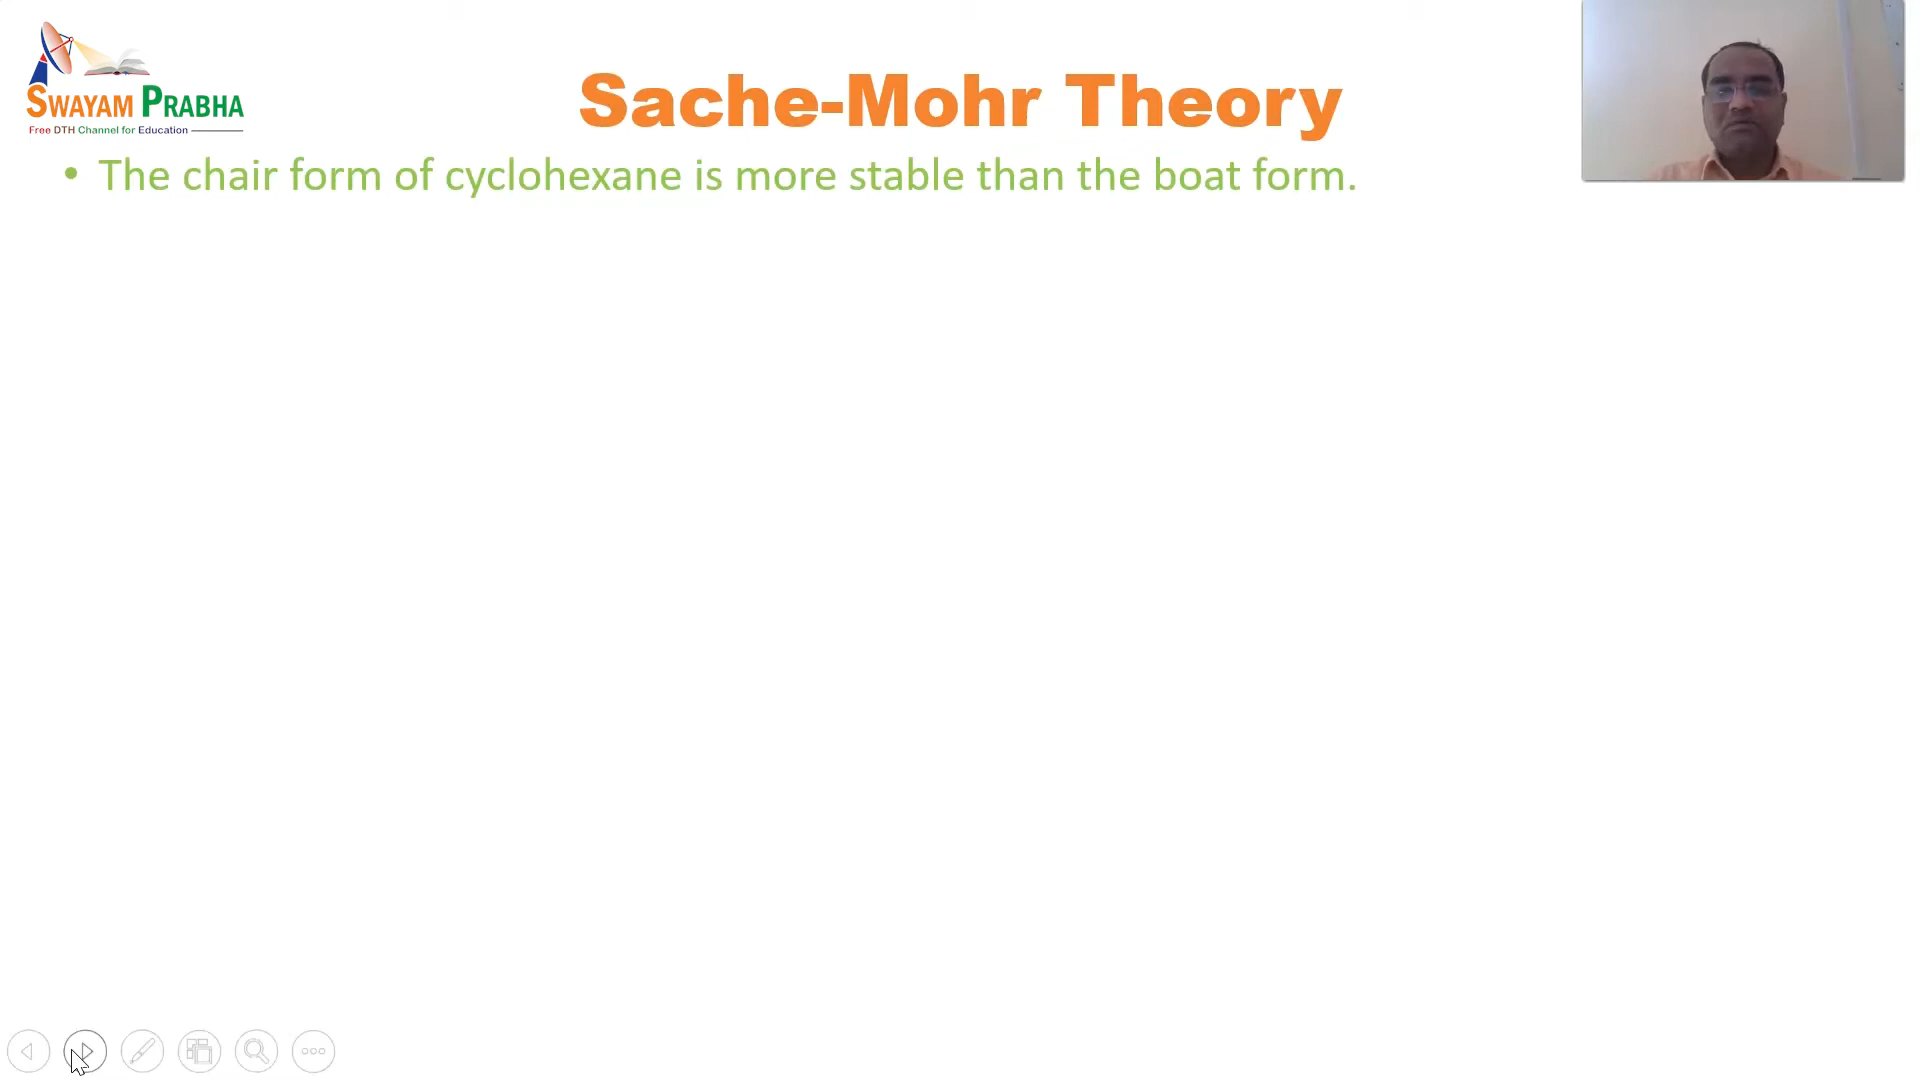 SWAYAM PRABHA
Free DTH Channel for Education
Sache-Mohr Theory
• The chair form of cyclohexane is more stable than the boat form.